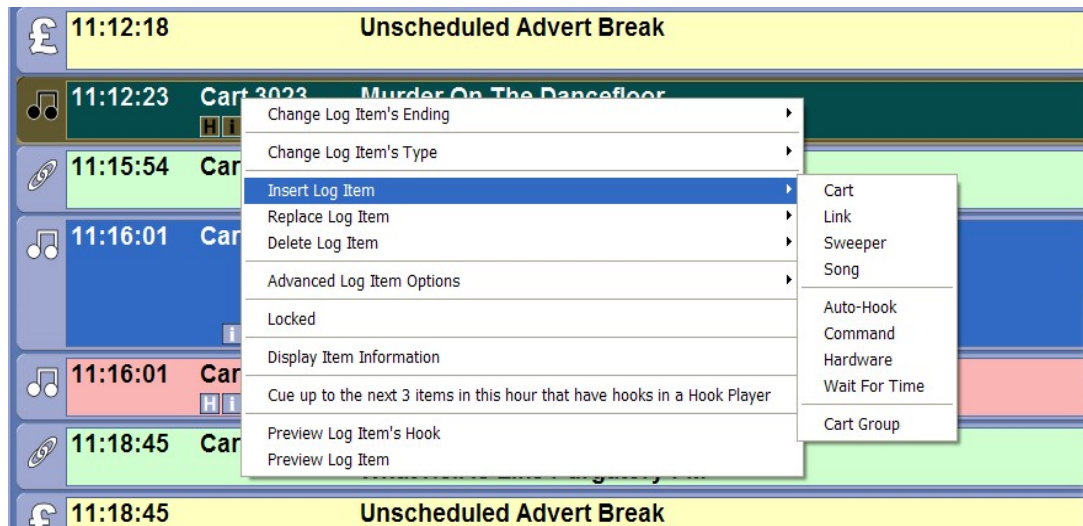 £ 11:12:18 Unscheduled Advert Break
11:12:23 Cart 3023 Murder On The Dancefloor
H i
11:15:54 Car
11:16:01 Car
i
11:16:01 Car
H i
11:18:45 Car
£ 11:18:45 Unscheduled Advert Break
Change Log Item's Ending
Change Log Item's Type
Insert Log Item
Replace Log Item
Delete Log Item
Advanced Log Item Options
Locked
Display Item Information
Cue up to the next 3 items in this hour that have hooks in a Hook Player
Preview Log Item's Hook
Preview Log Item
Cart
Link
Sweeper
Song
Auto-Hook
Command
Hardware
Wait For Time
Cart Group